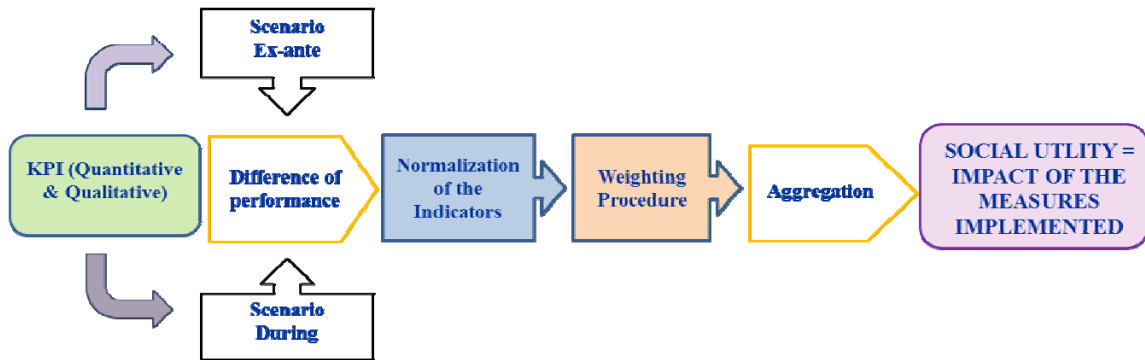 Scenario
Ex-ante
KPI (Quantitative
& Qualitative)
Difference of
performance
Normalization
of the
Indicators
Weighting
Procedure
Aggregation
SOCIAL UTLITY =
IMPACT OF THE
MEASURES
IMPLEMENTED
Scenario
During